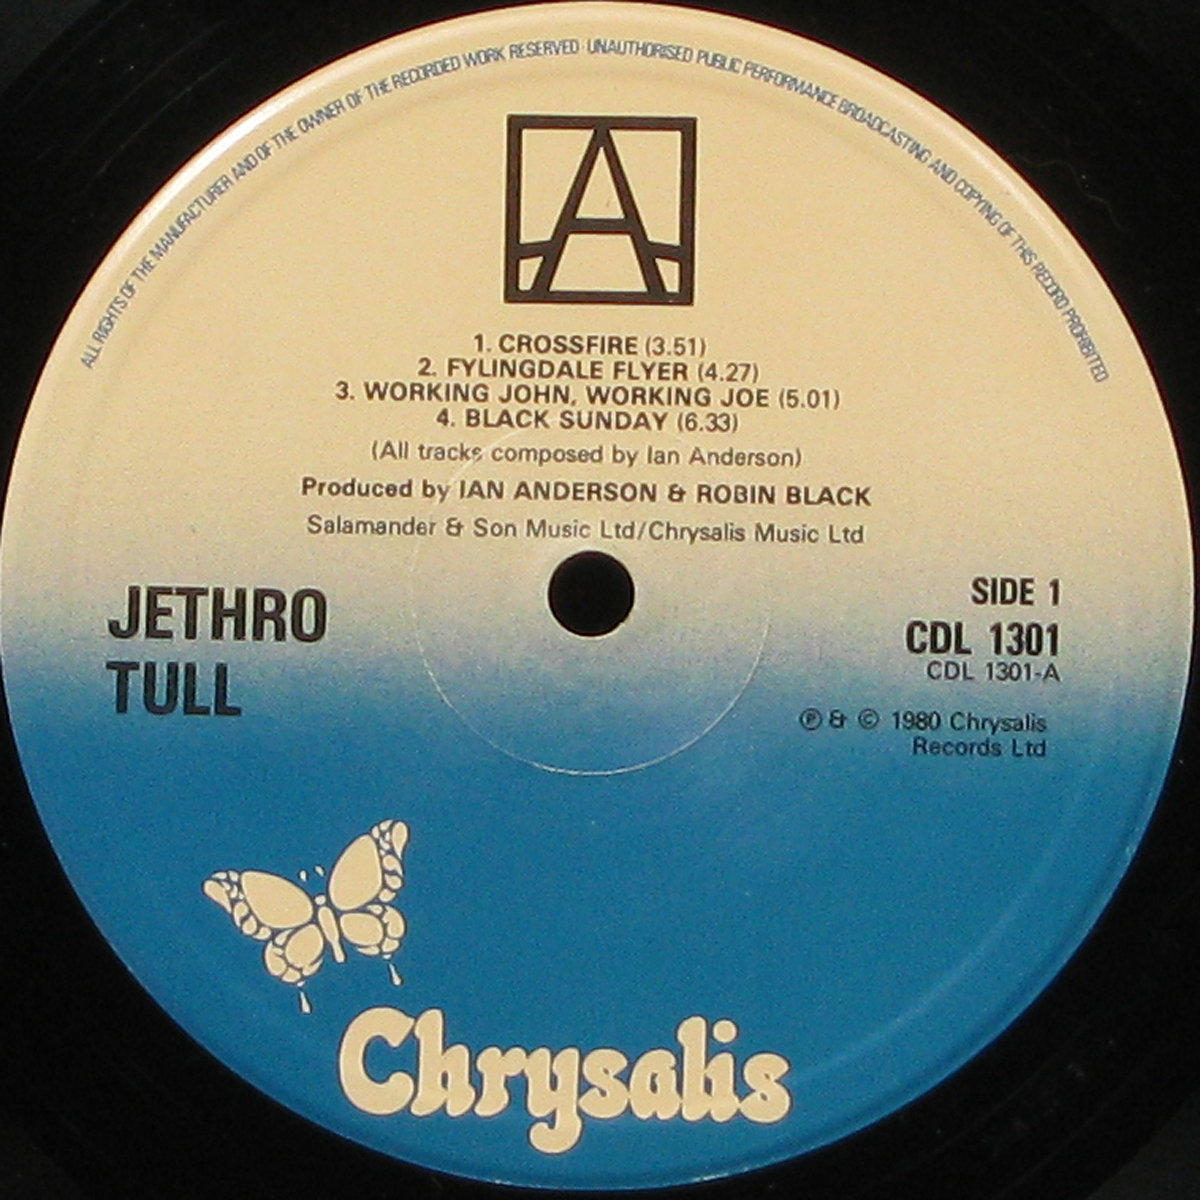 ALL RIGHTS OF THE MANUFACTURER AND OF THE OWNER OF THE RECORDED WORK RESERVED · UNAUTHORISED PUBLIC PERFORMANCE BROADCASTING AND COPYING OF THIS RECORD PROHIBITED
A
1. CROSSFIRE (3.51)
2. FYLINGDALE FLYER (4.27)
3. WORKING JOHN, WORKING JOE (5.01)
4. BLACK SUNDAY (6.33)
(All tracks composed by Ian Anderson)
Produced by IAN ANDERSON & ROBIN BLACK
Salamander & Son Music Ltd/Chrysalis Music Ltd
JETHRO
TULL
SIDE 1
CDL 1301
CDL 1301-A
℗ & © 1980 Chrysalis
Records Ltd
Chrysalis